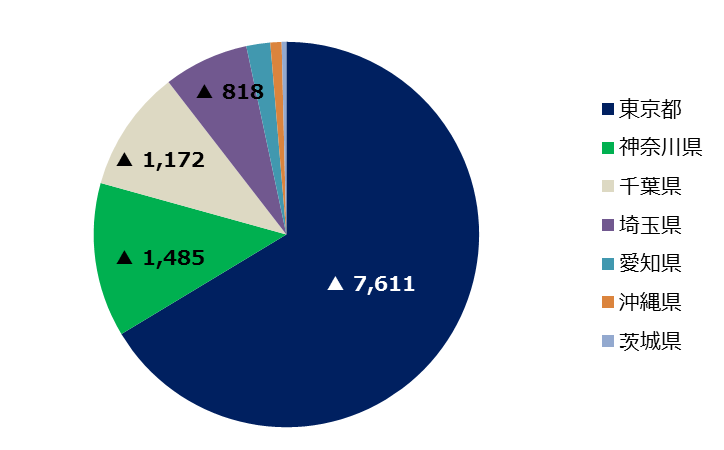 ▲ 818
▲ 1,172
▲ 1,485
▲ 7,611
東京都
神奈川県
千葉県
埼玉県
愛知県
沖縄県
茨城県